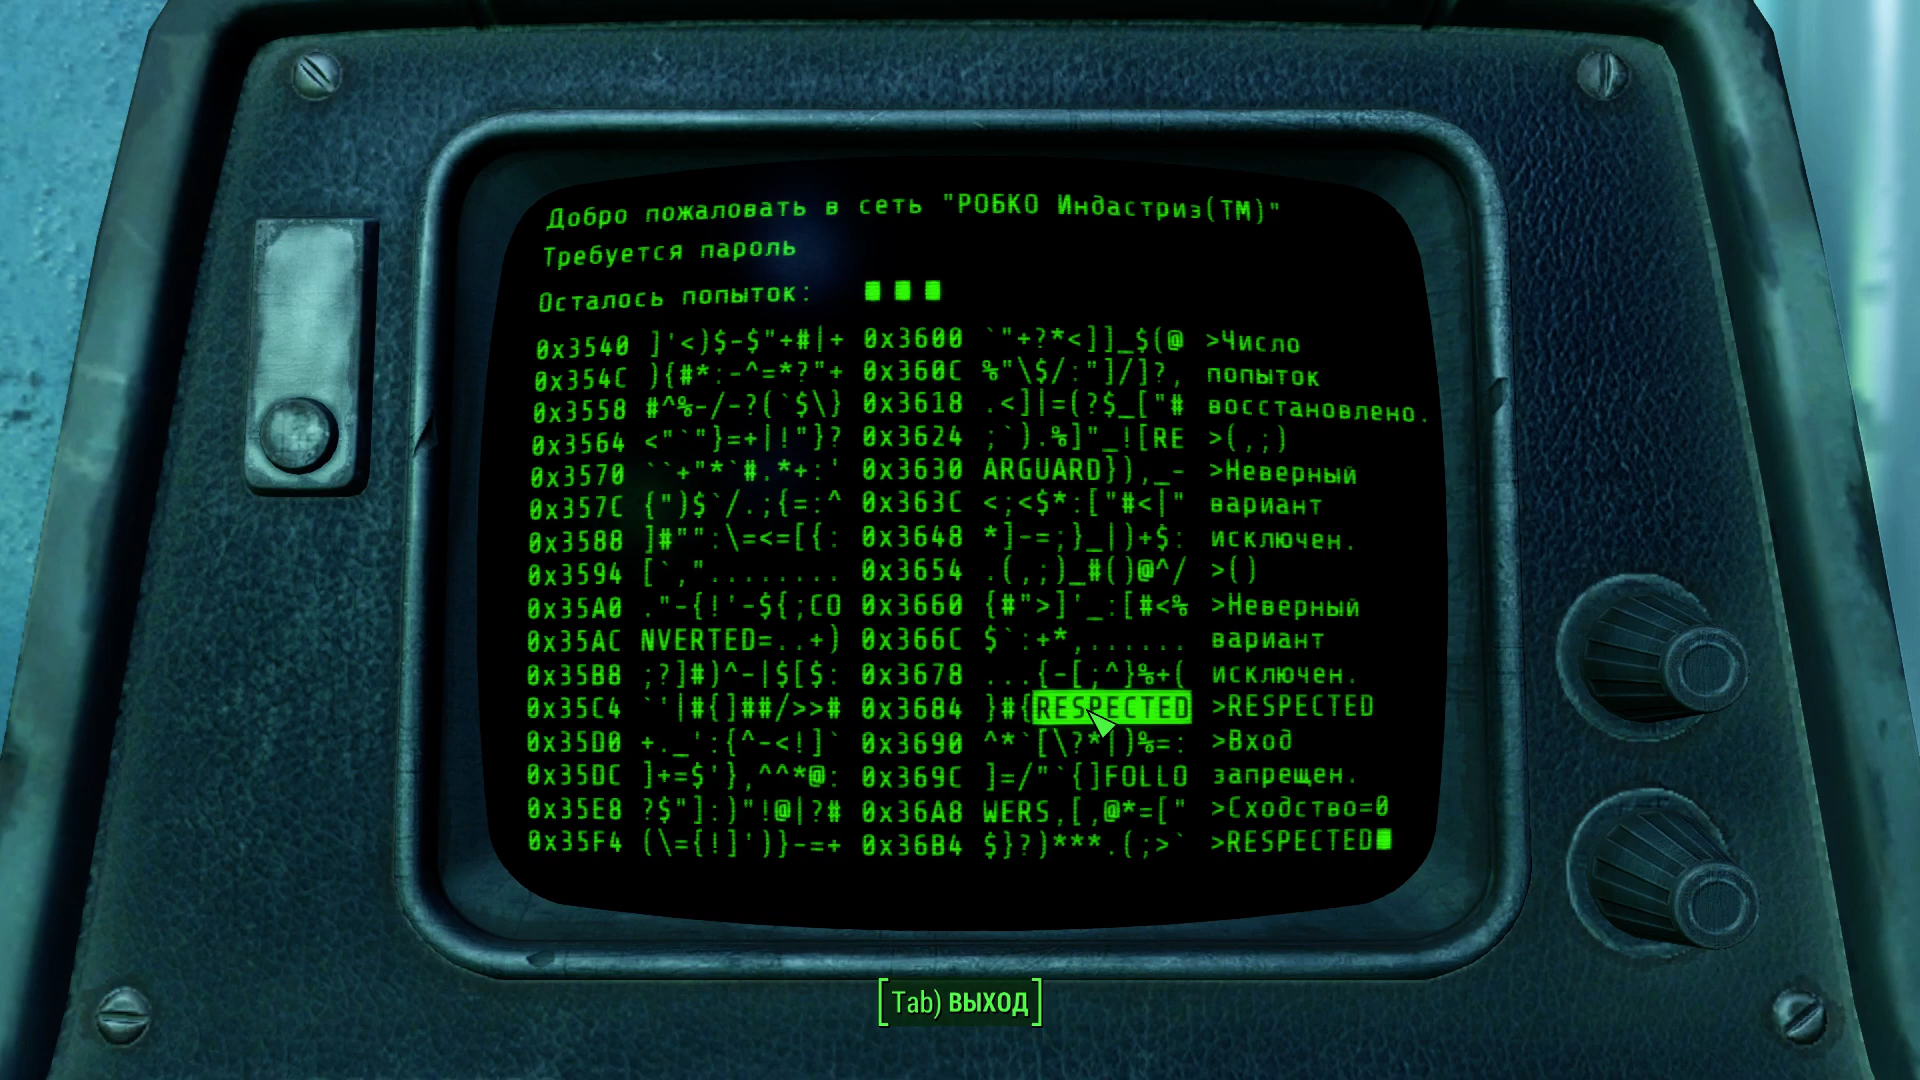 Добро пожаловать в сеть "РОБКО Индастриз(ТМ)"
Требуется пароль
Осталось попыток:
0x3540 ]'<)$-$"+#|+ 0x3600 `"+?*<]]_$(@ >Число
0x354C ){#*:-^=*?"+ 0x360C %"\$/:"]/]?, попыток
0x3558 #^%-/-?(`$\} 0x3618 .<]|=(?$_["# восстановлено.
0x3564 <"`"}=+|!"}? 0x3624 ;`).%]"_![RE >(,;)
0x3570 ``+"*`#.*+:' 0x3630 ARGUARD}),_- >Неверный
0x357C {")$`/.;{=:^ 0x363C <;<$*:["#<|" вариант
0x3588 ]#"":\=<=[{: 0x3648 *]-=;}_|)+$: исключен.
0x3594 [`,"........ 0x3654 .(,;)_#()@^/ >()
0x35A0 ."-{!'-${;CO 0x3660 {#">]'_:[#<% >Неверный
0x35AC NVERTED=..+) 0x366C $`:+*,...... вариант
0x35B8 ;?]#)^-|$[$: 0x3678 ...{-[;^}%+( исключен.
0x35C4 `'|#{]##/>># 0x3684 }#{RESPECTED >RESPECTED
0x35D0 +._':{^-<!]` 0x3690 ^*`[\?*|)%=: >Вход
0x35DC ]+=$'},^^*@: 0x369C ]=/"`{]FOLLO запрещен.
0x35E8 ?$"]:)"!@|?# 0x36A8 WERS,[,@*=[" >Сходство=0
0x35F4 (\={!]')}-=+ 0x36B4 $}?)***.(;>` >RESPECTED
[Tab) ВЫХОД]